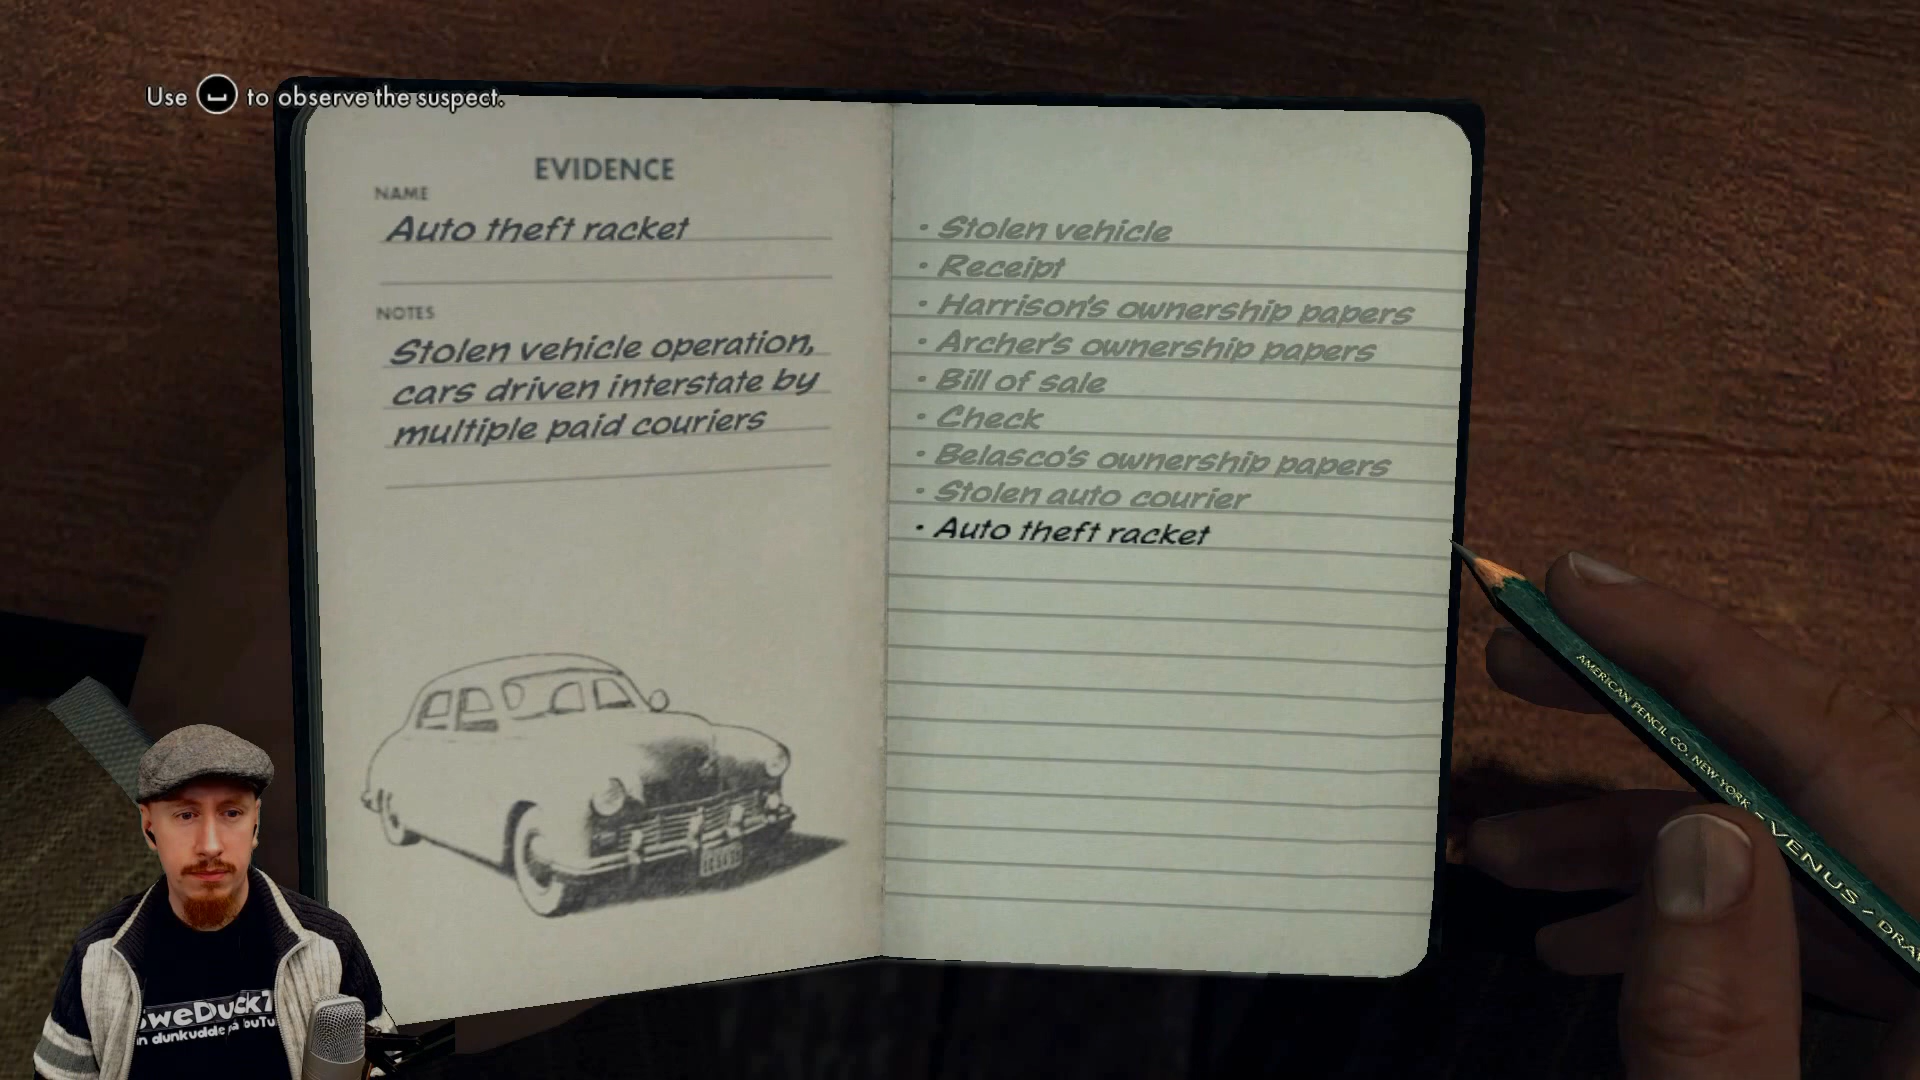 Use to observe the suspect.
EVIDENCE
NAME
Auto theft racket
NOTES
Stolen vehicle operation,
cars driven interstate by
multiple paid couriers
• Stolen vehicle
• Receipt
• Harrison's ownership papers
• Archer's ownership papers
• Bill of sale
• Check
• Belasco's ownership papers
• Stolen auto courier
• Auto theft racket
AMERICAN PENCIL CO. NEW YORK - VENUS /